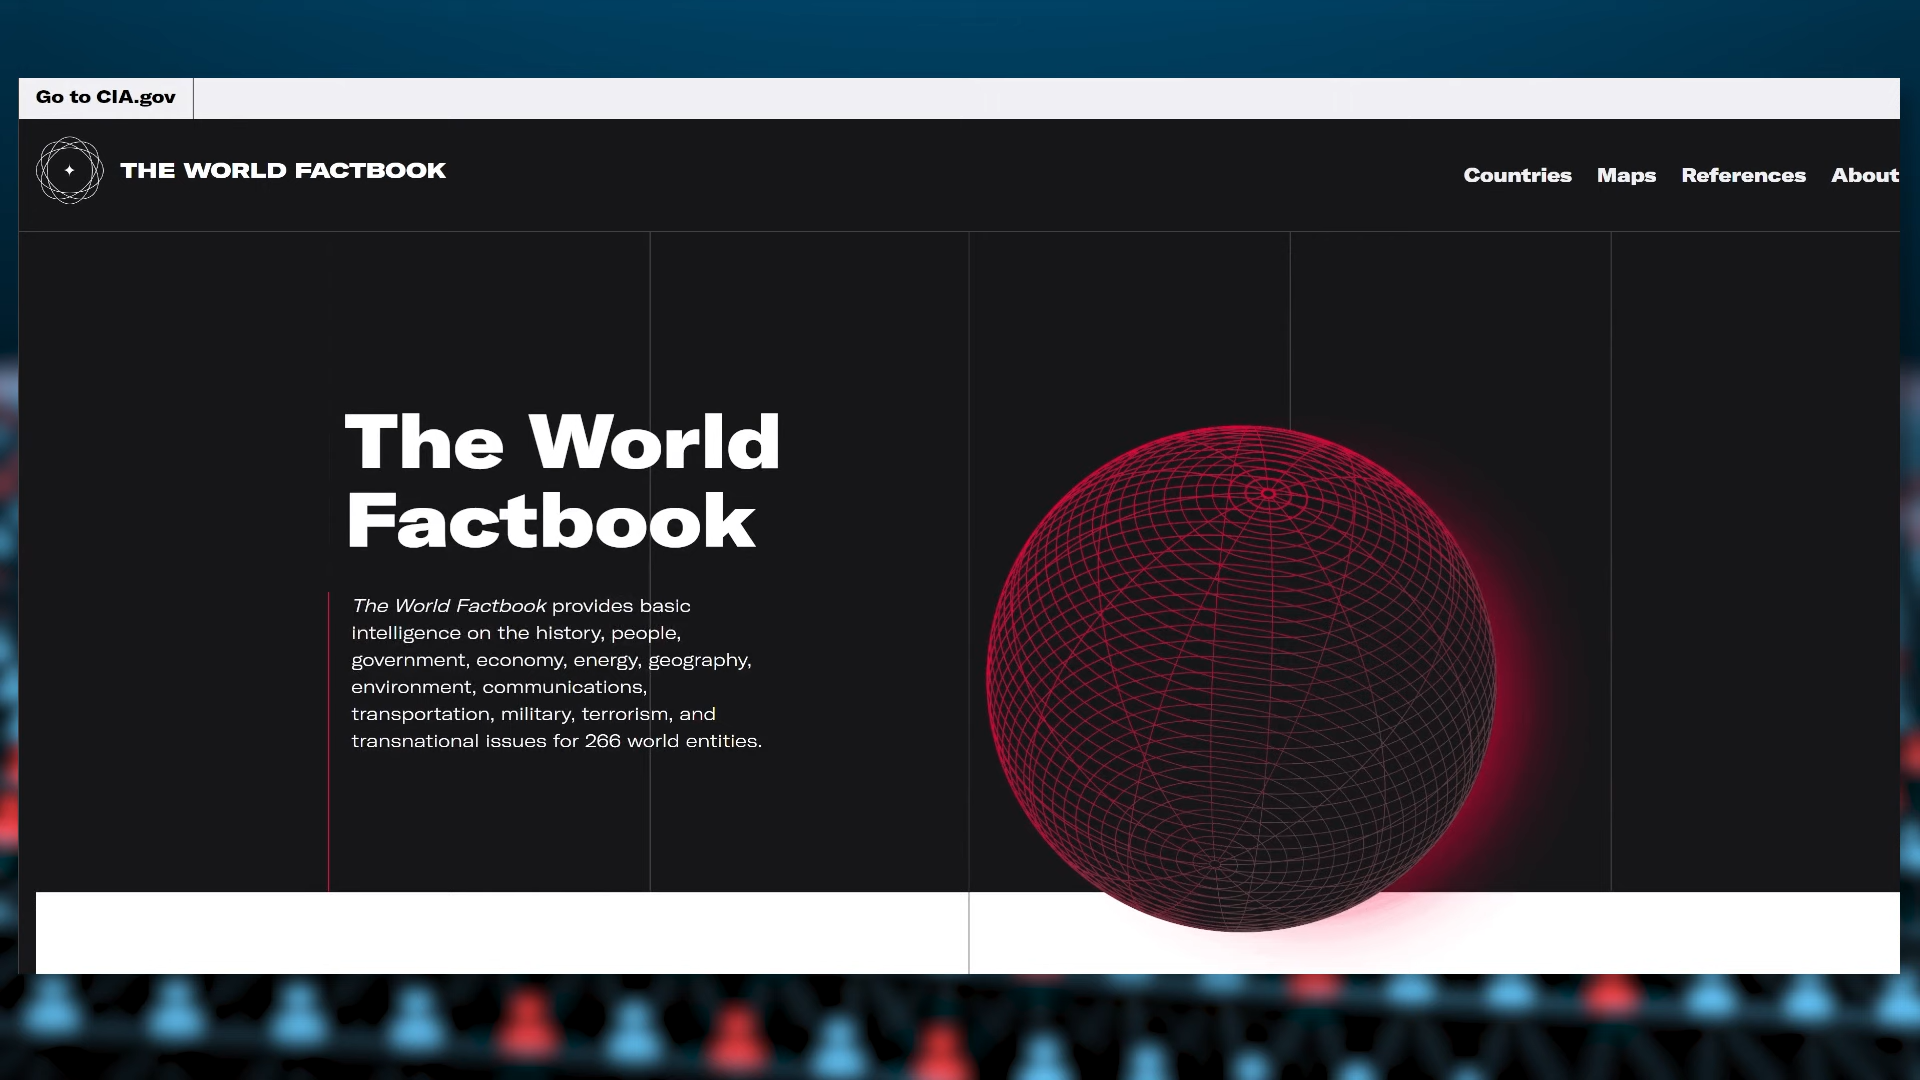 Go to CIA.gov
THE WORLD FACTBOOK
Countries Maps References About
The World
Factbook
The World Factbook provides basic
intelligence on the history, people,
government, economy, energy, geography,
environment, communications,
transportation, military, terrorism, and
transnational issues for 266 world entities.